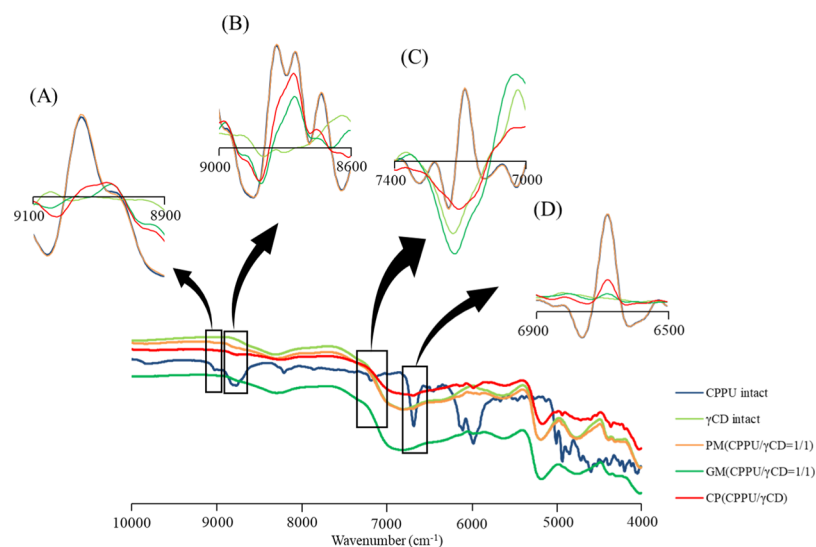 (B)
(C)
(A)
9000
8600
7400
7000
(D)
9100
8900
6900
6500
CPPU intact
γCD intact
PM(CPPU/γCD=1/1)
GM(CPPU/γCD=1/1)
CP(CPPU/γCD)
10000 9000 8000 7000 6000 5000 4000
Wavenumber (cm⁻¹)